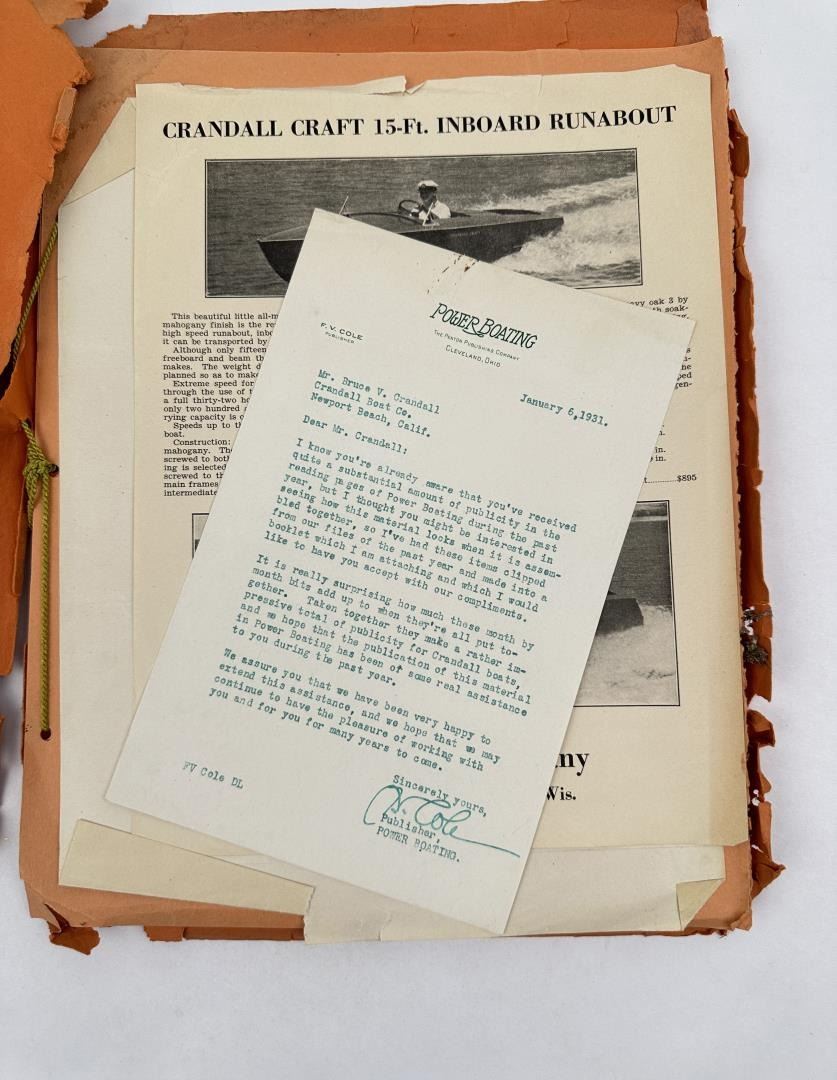 CRANDALL CRAFT 15-Ft. INBOARD RUNABOUT
This beautiful little all-m
mahogany finish is the re
high speed runabout, inbo
it can be transported by
Although only fifteen
freeboard and beam th
makes. The weight d
planned so as to make
Extreme speed for
through the use of t
a full thirty-two ho
only two hundred
rying capacity is
Speeds up to th
boat.
Construction:
mahogany. The
screwed to both
ing is selected
screwed to th
main frames
intermediate
vy oak 3 by
soak-
he
ped
gen-
in.
in.
$895
ny
Wis.
F. V. COLE
PUBLISHER
POWER BOATING
THE PENTON PUBLISHING COMPANY
CLEVELAND, OHIO
January 6,1931.
Mr. Bruce V. Crandall
Crandall Boat Co.
Newport Beach, Calif.
Dear Mr. Crandall:
I know you're already aware that you've received
quite a substantial amount of publicity in the
reading pages of Power Boating during the past
year, but I thought you might be interested in
seeing how this material looks when it is assem-
bled together, so I've had these items clipped
from our files of the past year and made into a
booklet which I am attaching and which I would
like to have you accept with our compliments.
It is really surprising how much these month by
month bits add up to when they're all put to-
gether. Taken together they make a rather im-
pressive total of publicity for Crandall boats,
and we hope that the publication of this material
in Power Boating has been of some real assistance
to you during the past year.
We assure you that we have been very happy to
extend this assistance, and we hope that we may
continue to have the pleasure of working with
you and for you for many years to come.
FV Cole DL
Sincerely yours,
Cole
Publisher,
POWER BOATING.